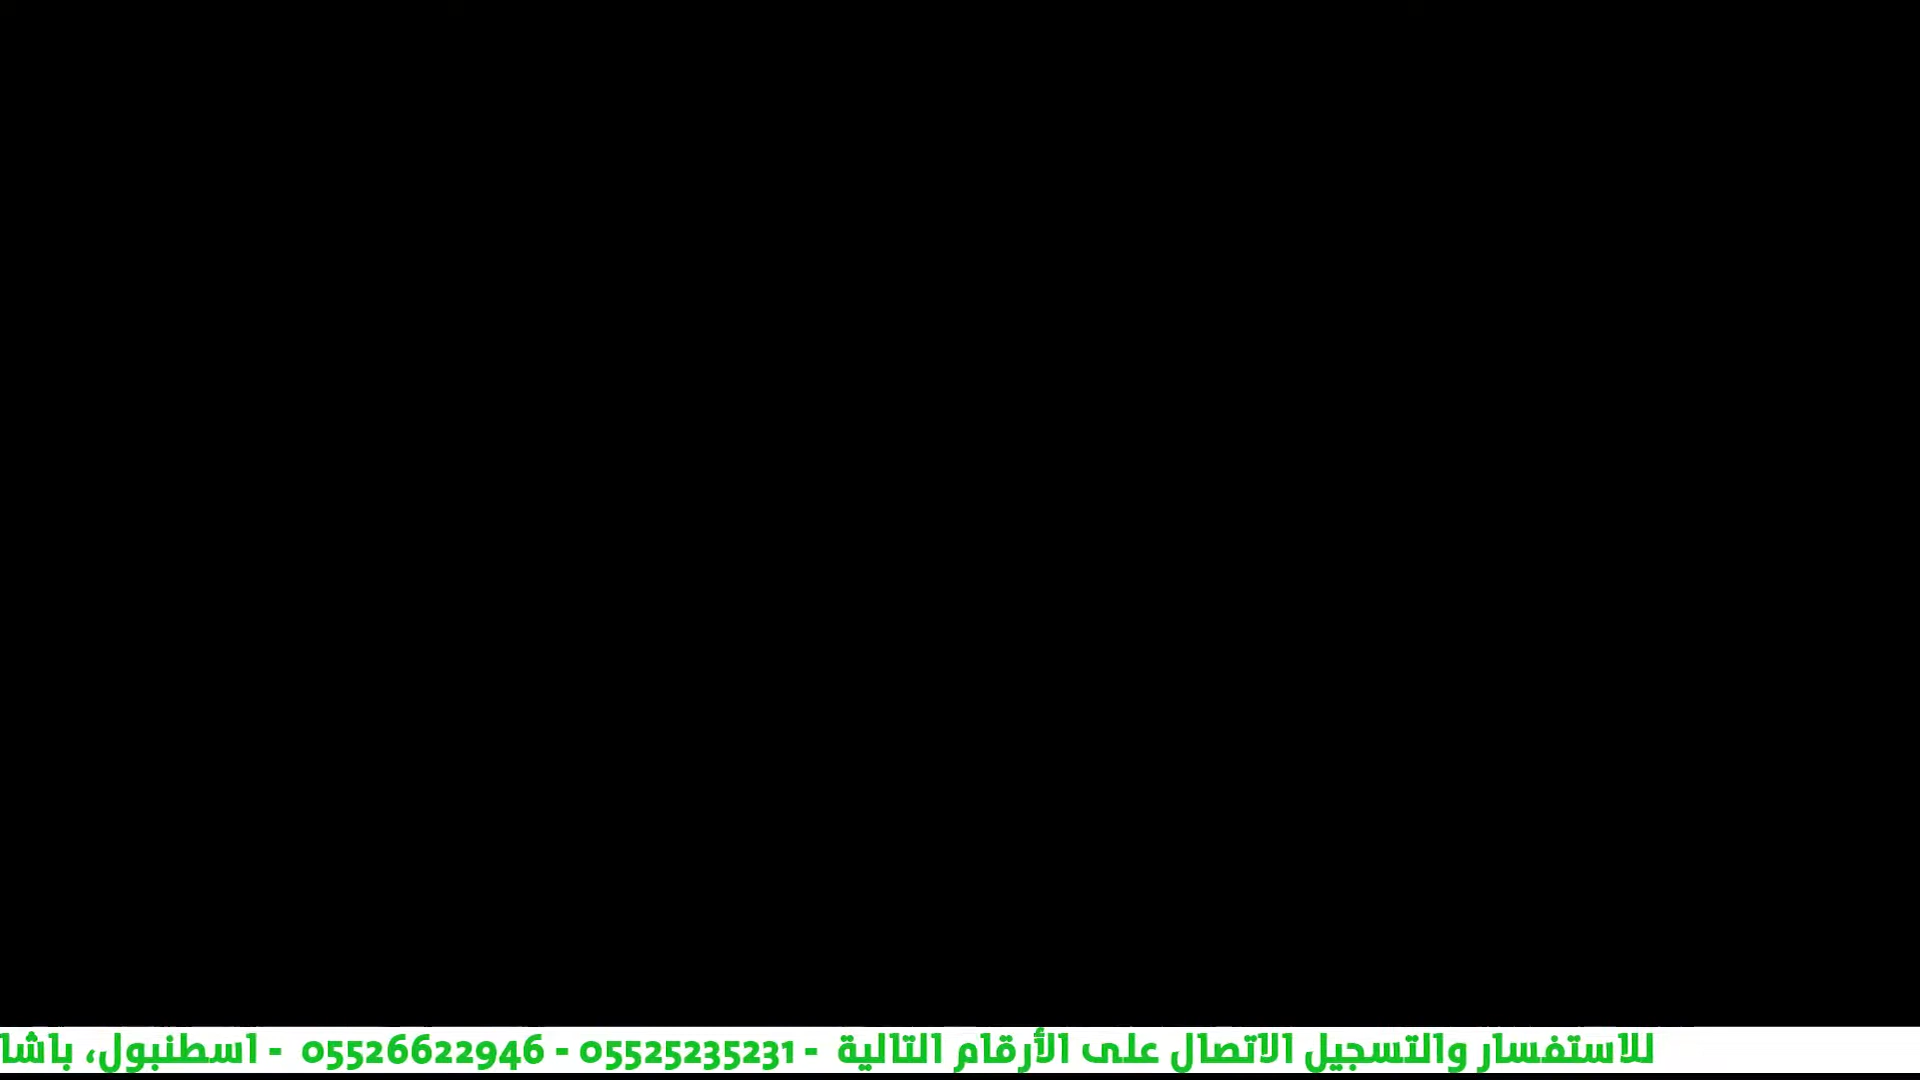 للاستفسار والتسجيل الاتصال على الأرقام التالية - 05525235231 - 05526622946 - اسطنبول، باشا